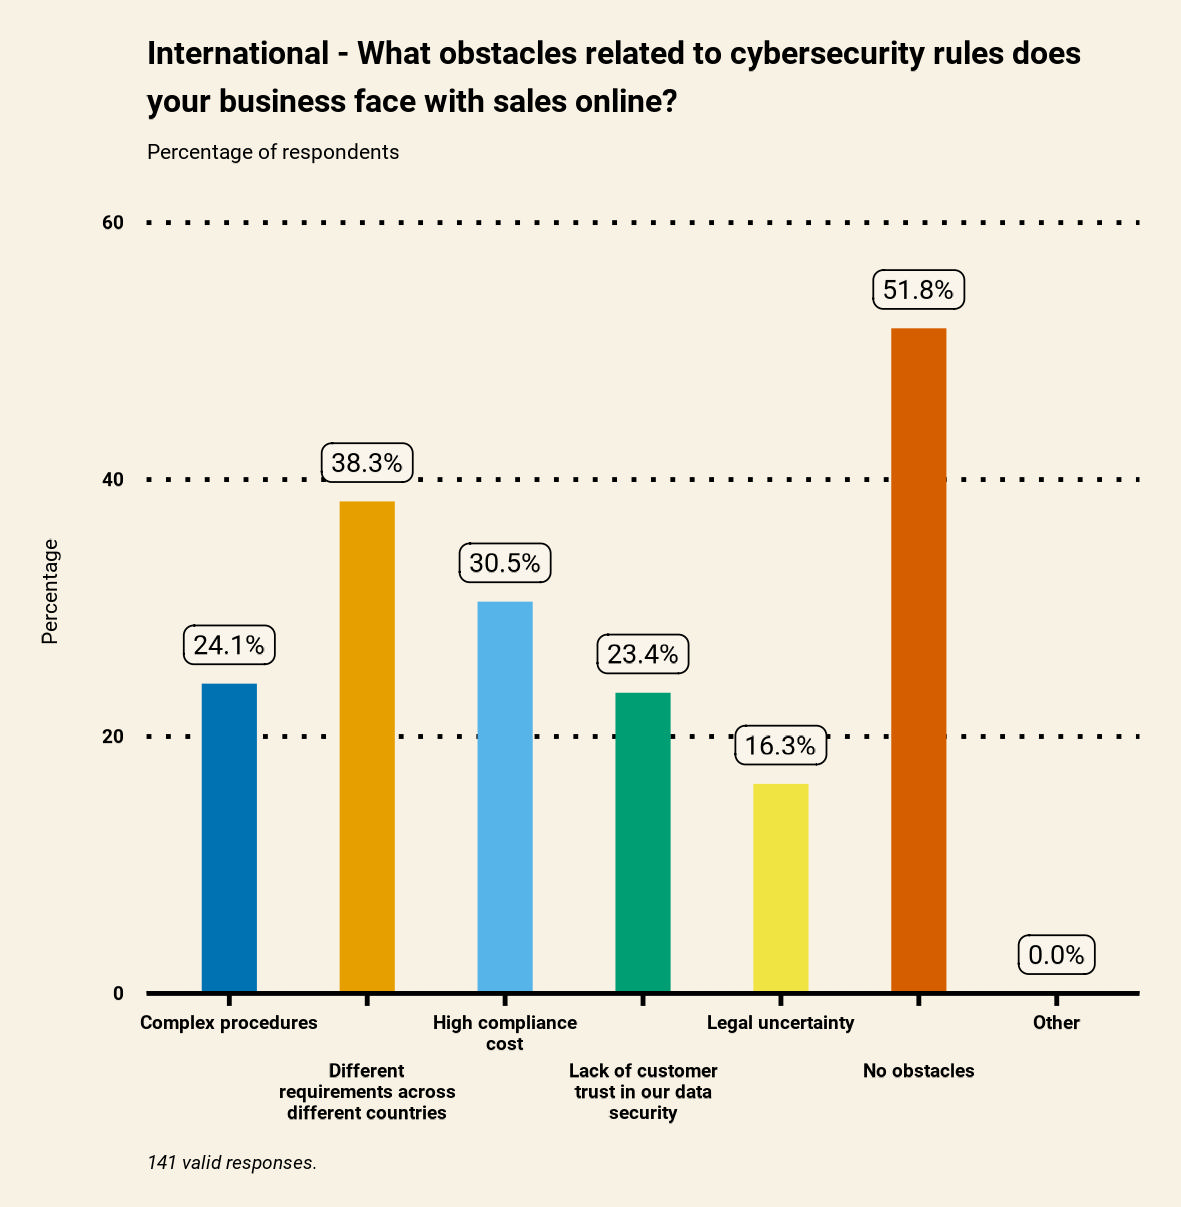 International - What obstacles related to cybersecurity rules does
your business face with sales online?
Percentage of respondents
60
51.8%
38.3%
40
30.5%
24.1%
23.4%
20
16.3%
0.0%
0
Percentage
Complex procedures
Different
requirements across
different countries
High compliance
cost
Lack of customer
trust in our data
security
Legal uncertainty
No obstacles
Other
141 valid responses.